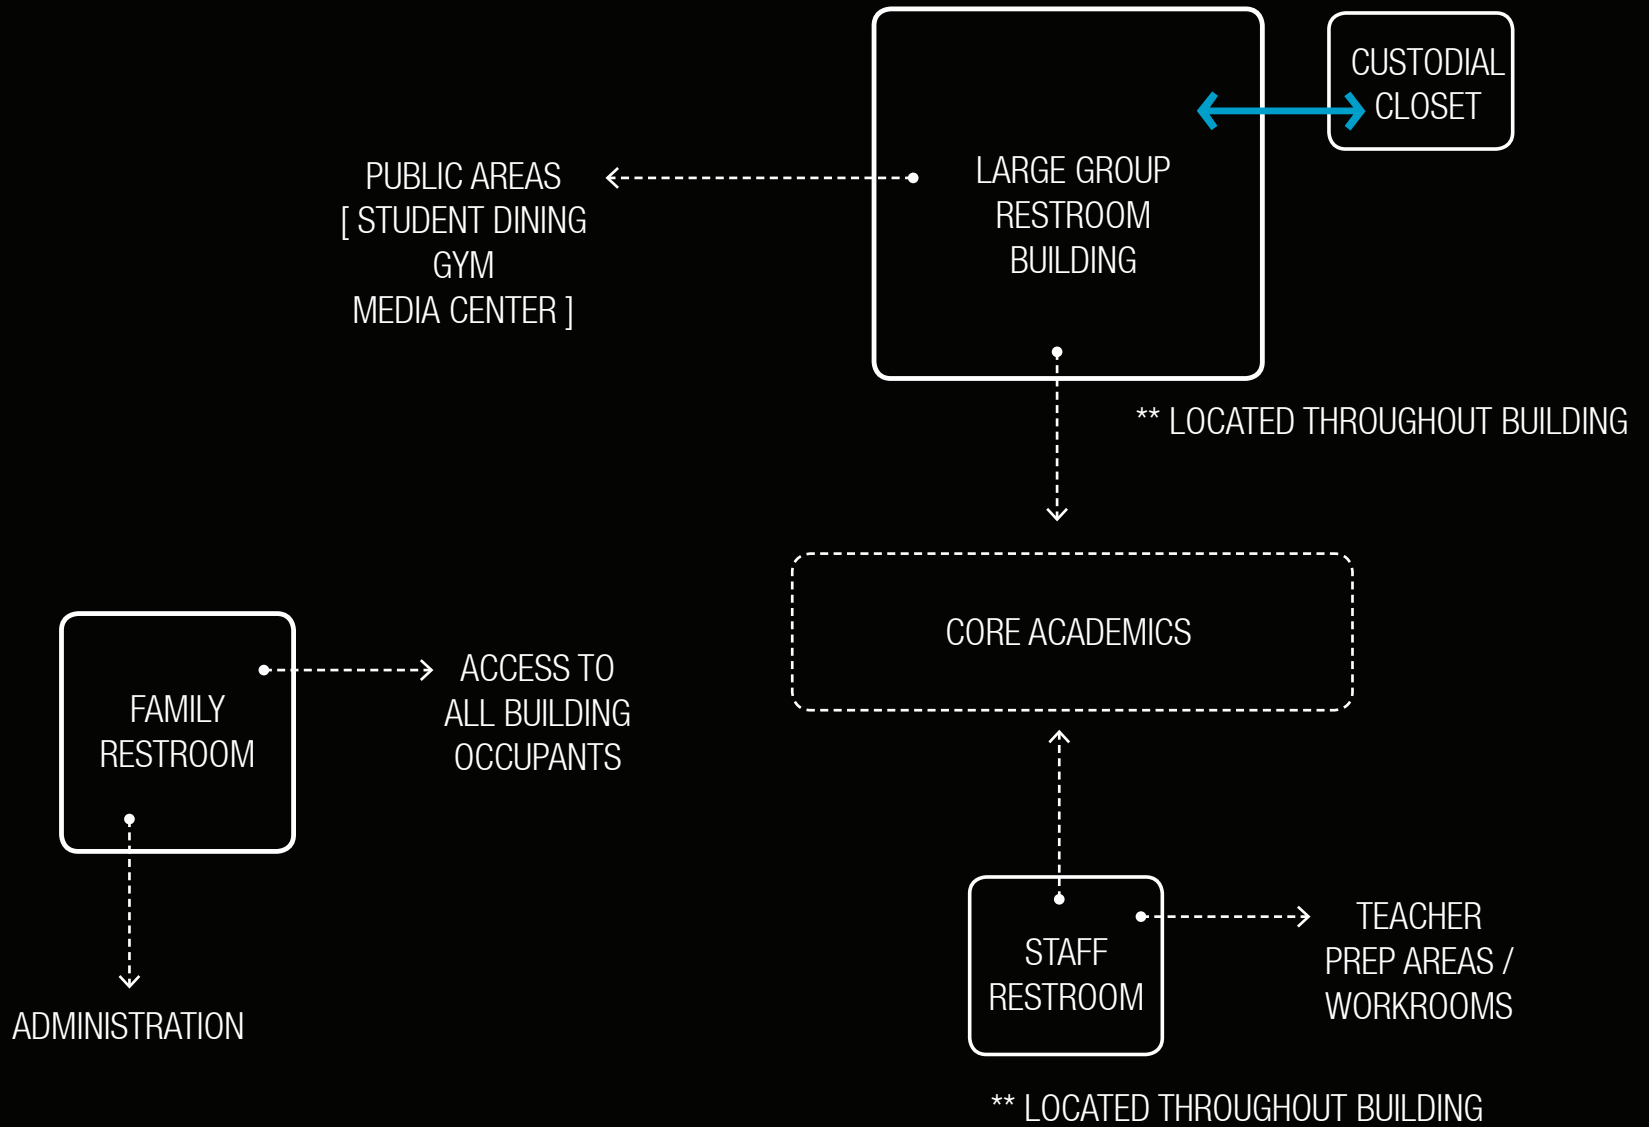 CUSTODIAL
CLOSET
LARGE GROUP
RESTROOM
BUILDING
PUBLIC AREAS
[ STUDENT DINING
GYM
MEDIA CENTER ]
** LOCATED THROUGHOUT BUILDING
CORE ACADEMICS
FAMILY
RESTROOM
ACCESS TO
ALL BUILDING
OCCUPANTS
ADMINISTRATION
STAFF
RESTROOM
TEACHER
PREP AREAS /
WORKROOMS
** LOCATED THROUGHOUT BUILDING